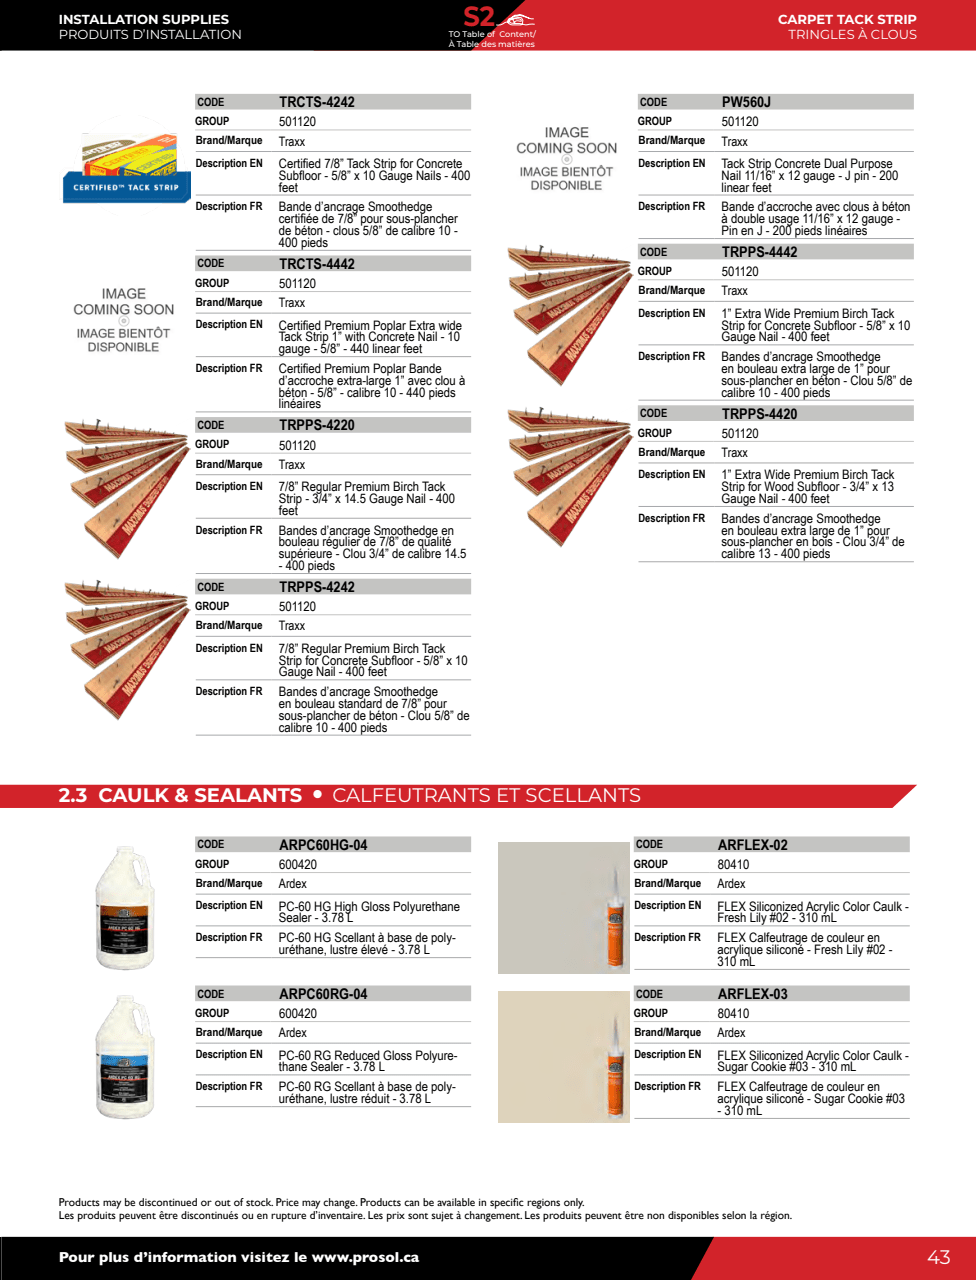 INSTALLATION SUPPLIES
PRODUITS D’INSTALLATION
S2
TO Table of Content/
À Table des matières
CARPET TACK STRIP
TRINGLES À CLOUS
CERTIFIED™ TACK STRIP
CODE TRCTS-4242
GROUP 501120
Brand/Marque Traxx
Description EN Certified 7/8” Tack Strip for Concrete
Subfloor - 5/8” x 10 Gauge Nails - 400
feet
Description FR Bande d’ancrage Smoothedge
certifiée de 7/8” pour sous-plancher
de béton - clous 5/8” de calibre 10 -
400 pieds
IMAGE
COMING SOON
IMAGE BIENTÔT
DISPONIBLE
CODE TRCTS-4442
GROUP 501120
Brand/Marque Traxx
Description EN Certified Premium Poplar Extra wide
Tack Strip 1” with Concrete Nail - 10
gauge - 5/8” - 440 linear feet
Description FR Certified Premium Poplar Bande
d’accroche extra-large 1” avec clou à
béton - 5/8” - calibre 10 - 440 pieds
linéaires
CODE TRPPS-4220
GROUP 501120
Brand/Marque Traxx
Description EN 7/8” Regular Premium Birch Tack
Strip - 3/4” x 14.5 Gauge Nail - 400
feet
Description FR Bandes d’ancrage Smoothedge en
bouleau régulier de 7/8” de qualité
supérieure - Clou 3/4” de calibre 14.5
- 400 pieds
CODE TRPPS-4242
GROUP 501120
Brand/Marque Traxx
Description EN 7/8” Regular Premium Birch Tack
Strip for Concrete Subfloor - 5/8” x 10
Gauge Nail - 400 feet
Description FR Bandes d’ancrage Smoothedge
en bouleau standard de 7/8” pour
sous-plancher de béton - Clou 5/8” de
calibre 10 - 400 pieds
IMAGE
COMING SOON
IMAGE BIENTÔT
DISPONIBLE
CODE PW560J
GROUP 501120
Brand/Marque Traxx
Description EN Tack Strip Concrete Dual Purpose
Nail 11/16” x 12 gauge - J pin - 200
linear feet
Description FR Bande d’accroche avec clous à béton
à double usage 11/16” x 12 gauge -
Pin en J - 200 pieds linéaires
CODE TRPPS-4442
GROUP 501120
Brand/Marque Traxx
Description EN 1” Extra Wide Premium Birch Tack
Strip for Concrete Subfloor - 5/8” x 10
Gauge Nail - 400 feet
Description FR Bandes d’ancrage Smoothedge
en bouleau extra large de 1” pour
sous-plancher en béton - Clou 5/8” de
calibre 10 - 400 pieds
CODE TRPPS-4420
GROUP 501120
Brand/Marque Traxx
Description EN 1” Extra Wide Premium Birch Tack
Strip for Wood Subfloor - 3/4” x 13
Gauge Nail - 400 feet
Description FR Bandes d’ancrage Smoothedge
en bouleau extra large de 1” pour
sous-plancher en bois - Clou 3/4” de
calibre 13 - 400 pieds
2.3 CAULK & SEALANTS • CALFEUTRANTS ET SCELLANTS
CODE ARPC60HG-04
GROUP 600420
Brand/Marque Ardex
Description EN PC-60 HG High Gloss Polyurethane
Sealer - 3.78 L
Description FR PC-60 HG Scellant à base de poly-
uréthane, lustre élevé - 3.78 L
CODE ARPC60RG-04
GROUP 600420
Brand/Marque Ardex
Description EN PC-60 RG Reduced Gloss Polyure-
thane Sealer - 3.78 L
Description FR PC-60 RG Scellant à base de poly-
uréthane, lustre réduit - 3.78 L
CODE ARFLEX-02
GROUP 80410
Brand/Marque Ardex
Description EN FLEX Siliconized Acrylic Color Caulk -
Fresh Lily #02 - 310 mL
Description FR FLEX Calfeutrage de couleur en
acrylique siliconé - Fresh Lily #02 -
310 mL
CODE ARFLEX-03
GROUP 80410
Brand/Marque Ardex
Description EN FLEX Siliconized Acrylic Color Caulk -
Sugar Cookie #03 - 310 mL
Description FR FLEX Calfeutrage de couleur en
acrylique siliconé - Sugar Cookie #03
- 310 mL
Products may be discontinued or out of stock. Price may change. Products can be available in specific regions only.
Les produits peuvent être discontinués ou en rupture d’inventaire. Les prix sont sujet à changement. Les produits peuvent être non disponibles selon la région.
Pour plus d’information visitez le www.prosol.ca
43